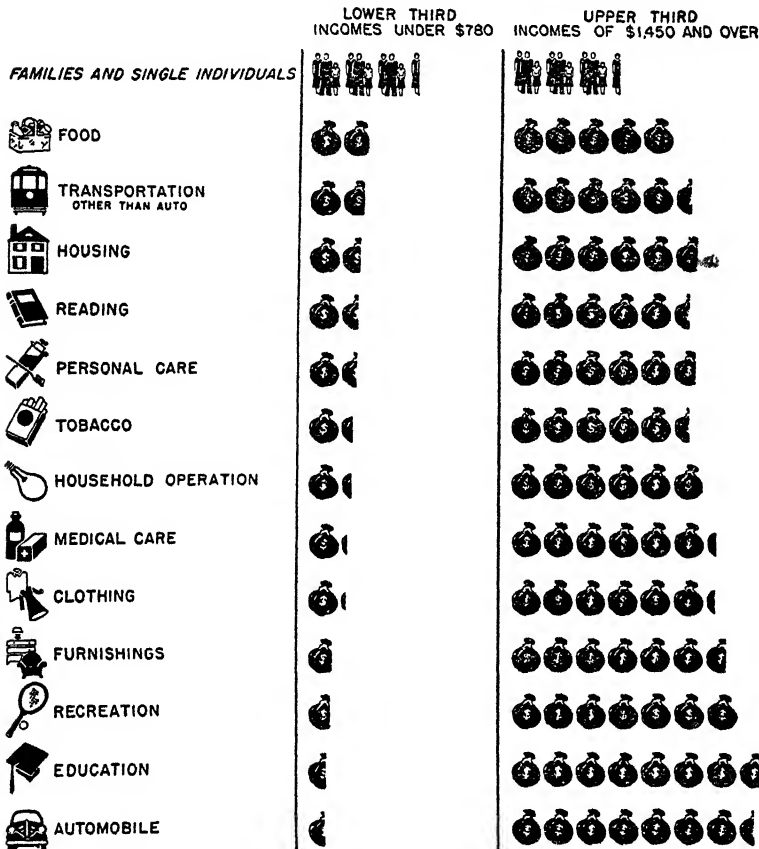 LOWER THIRD
INCOMES UNDER $780
UPPER THIRD
INCOMES OF $1,450 AND OVER
FAMILIES AND SINGLE INDIVIDUALS
FOOD
TRANSPORTATION
OTHER THAN AUTO
HOUSING
READING
PERSONAL CARE
TOBACCO
HOUSEHOLD OPERATION
MEDICAL CARE
CLOTHING
FURNISHINGS
RECREATION
EDUCATION
AUTOMOBILE